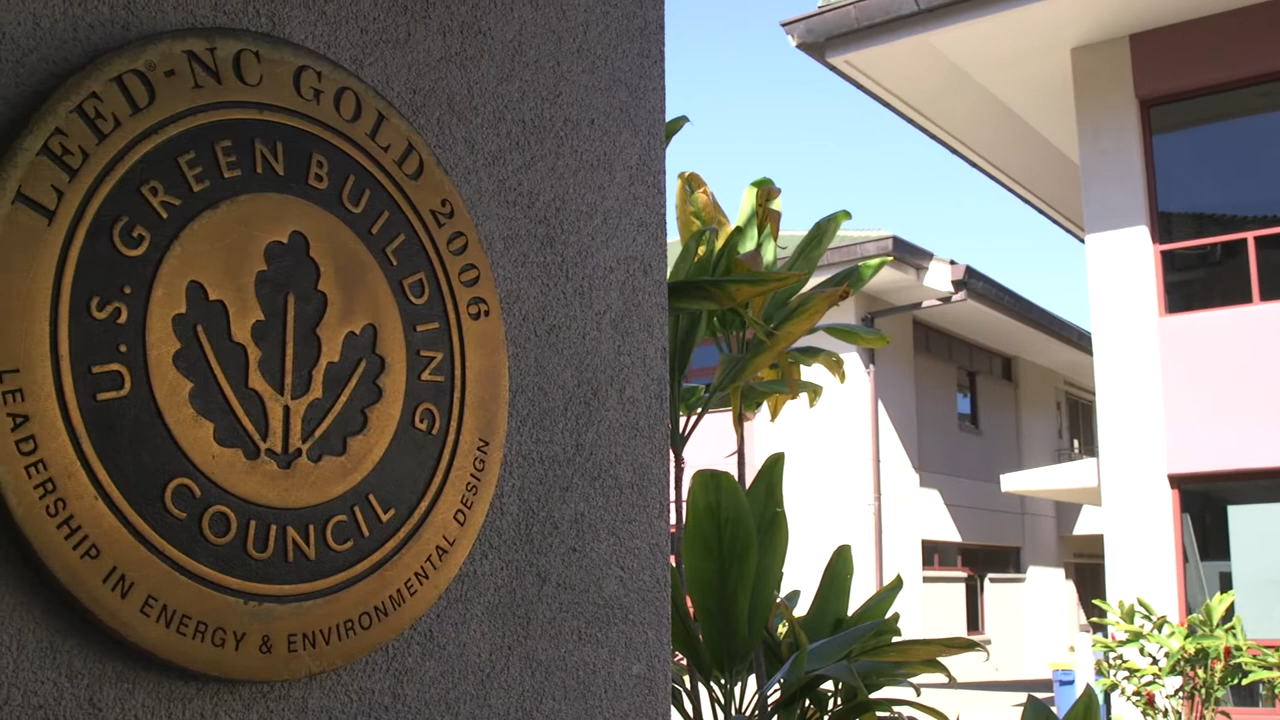 LEED®-NC GOLD 2006
U.S. GREEN BUILDING
COUNCIL
LEADERSHIP IN ENERGY & ENVIRONMENTAL DESIGN